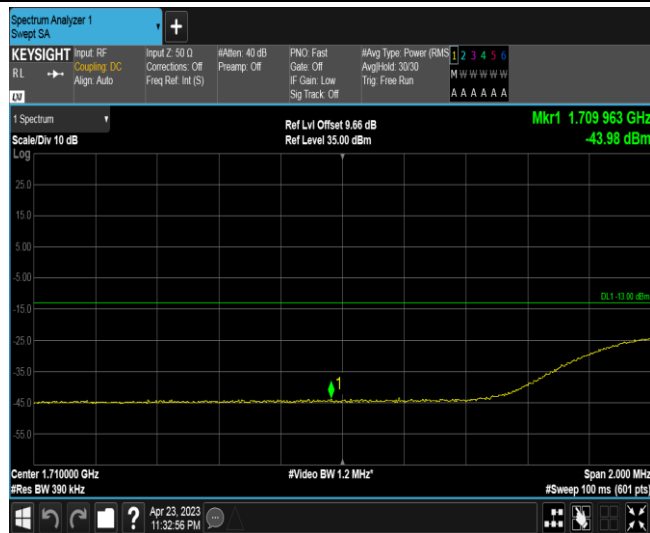 Spectrum Analyzer 1
Swept SA
+
KEYSIGHT
RL
LXI
Input: RF
Coupling: DC
Align: Auto
Input Z: 50 Ω
Corrections: Off
Freq Ref: Int (S)
#Atten: 40 dB
Preamp: Off
PNO: Fast
Gate: Off
IF Gain: Low
Sig Track: Off
#Avg Type: Power (RMS
Avg|Hold: 30/30
Trig: Free Run
1 2 3 4 5 6
M W W W W W
A A A A A A
1 Spectrum
Scale/Div 10 dB
Ref Lvl Offset 9.66 dB
Ref Level 35.00 dBm
Mkr1 1.709 963 GHz
-43.98 dBm
Log
25.0
15.0
5.00
-5.00
DL1 -13.00 dBm
-15.0
-25.0
-35.0
1
-45.0
-55.0
Center 1.710000 GHz
#Video BW 1.2 MHz*
Span 2.000 MHz
#Res BW 390 kHz
#Sweep 100 ms (601 pts)
?
Apr 23, 2023
11:32:56 PM